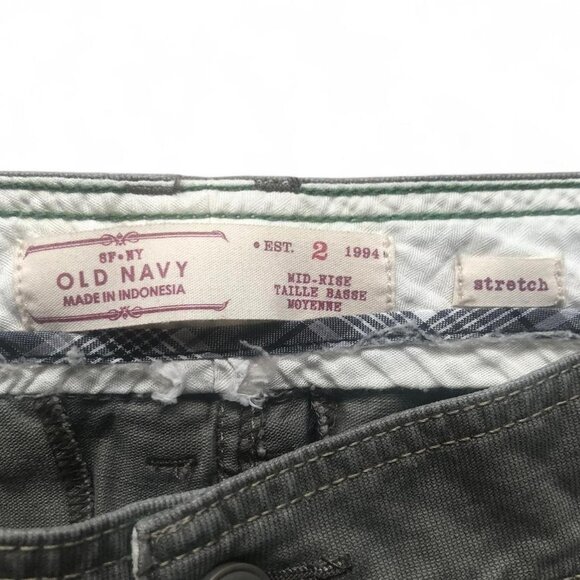 SF•NY
OLD NAVY
MADE IN INDONESIA
• EST. 2 1994
MID-RISE
TAILLE BASSE
MOYENNE
stretch